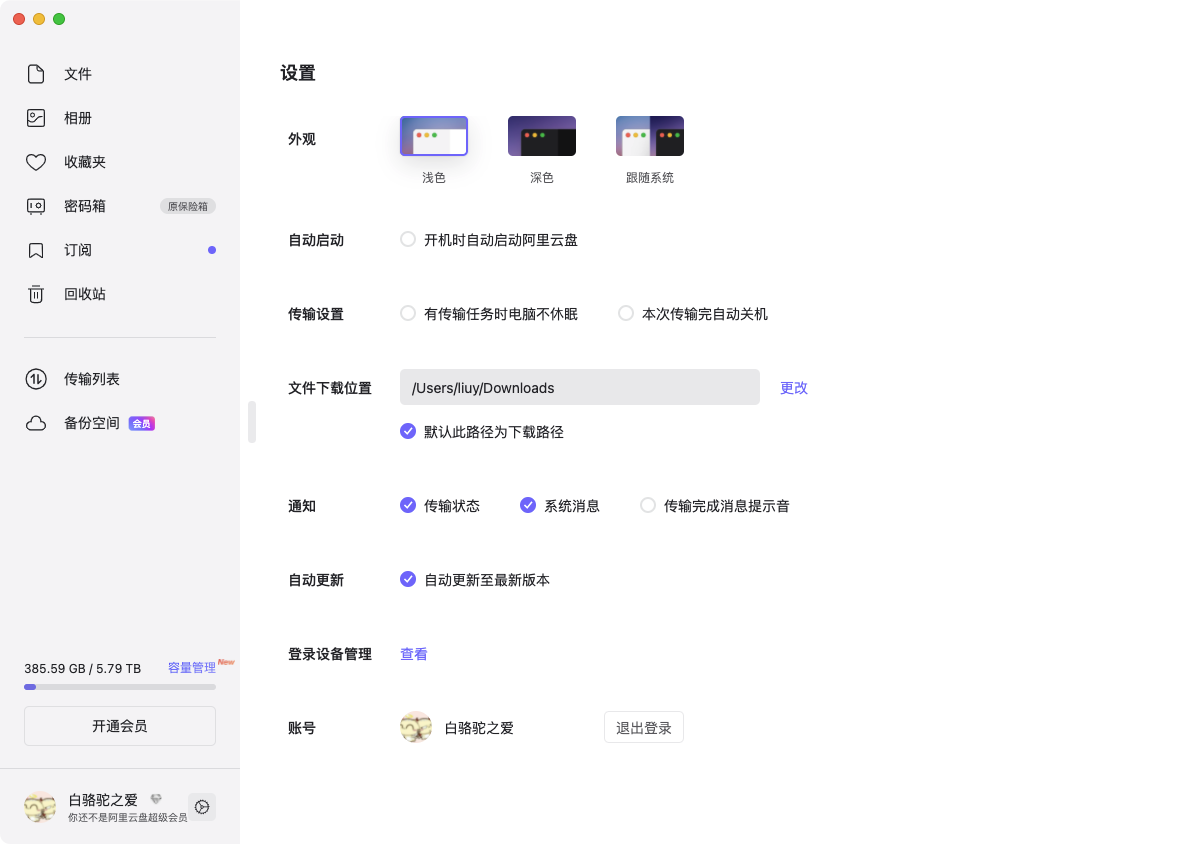 文件
相册
收藏夹
密码箱 原保险箱
订阅
回收站
传输列表
备份空间 会员
385.59 GB / 5.79 TB 容量管理 New
开通会员
白骆驼之爱
你还不是阿里云盘超级会员
设置
外观
浅色 深色 跟随系统
自动启动 开机时自动启动阿里云盘
传输设置 有传输任务时电脑不休眠 本次传输完自动关机
文件下载位置 /Users/liuy/Downloads 更改
默认此路径为下载路径
通知 传输状态 系统消息 传输完成消息提示音
自动更新 自动更新至最新版本
登录设备管理 查看
账号 白骆驼之爱 退出登录